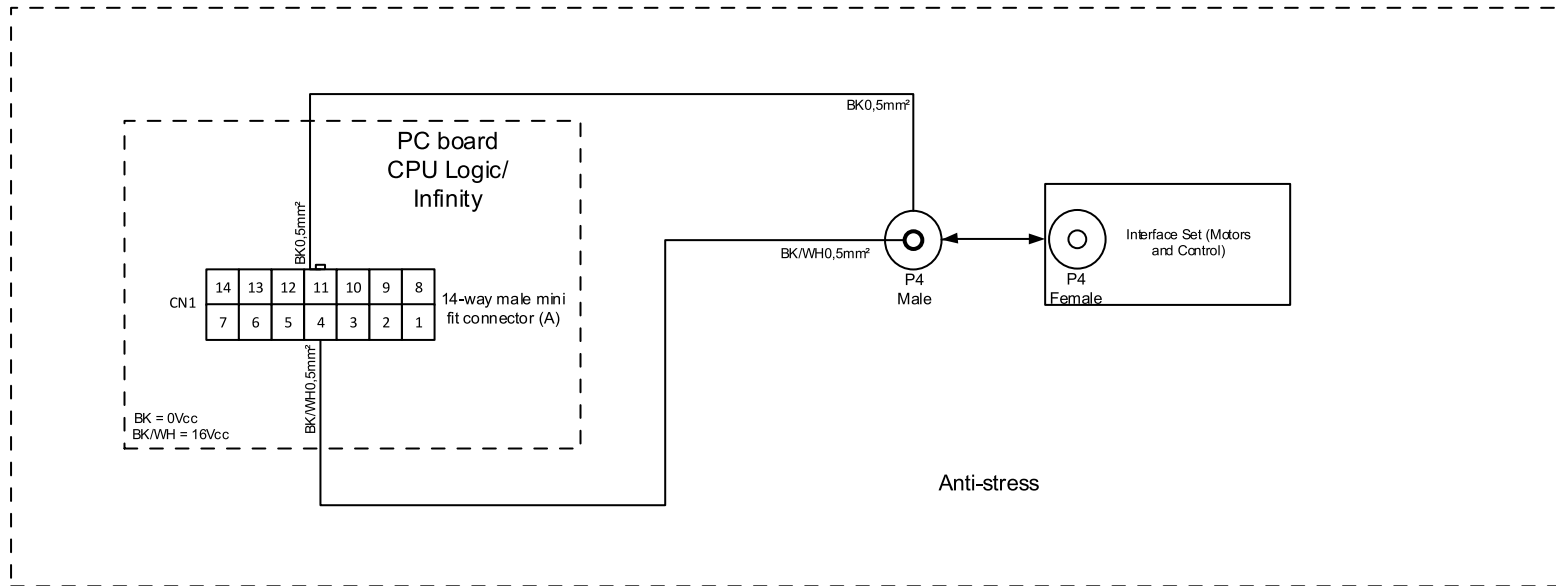 BK0,5mm²
PC board
CPU Logic/
Infinity
BK0,5mm²
BK/WH0,5mm²
Interface Set (Motors
and Control)
P4
Male
P4
Female
CN1
14 13 12 11 10 9 8
7 6 5 4 3 2 1
14-way male mini
fit connector (A)
BK/WH0,5mm²
BK = 0Vcc
BK/WH = 16Vcc
Anti-stress